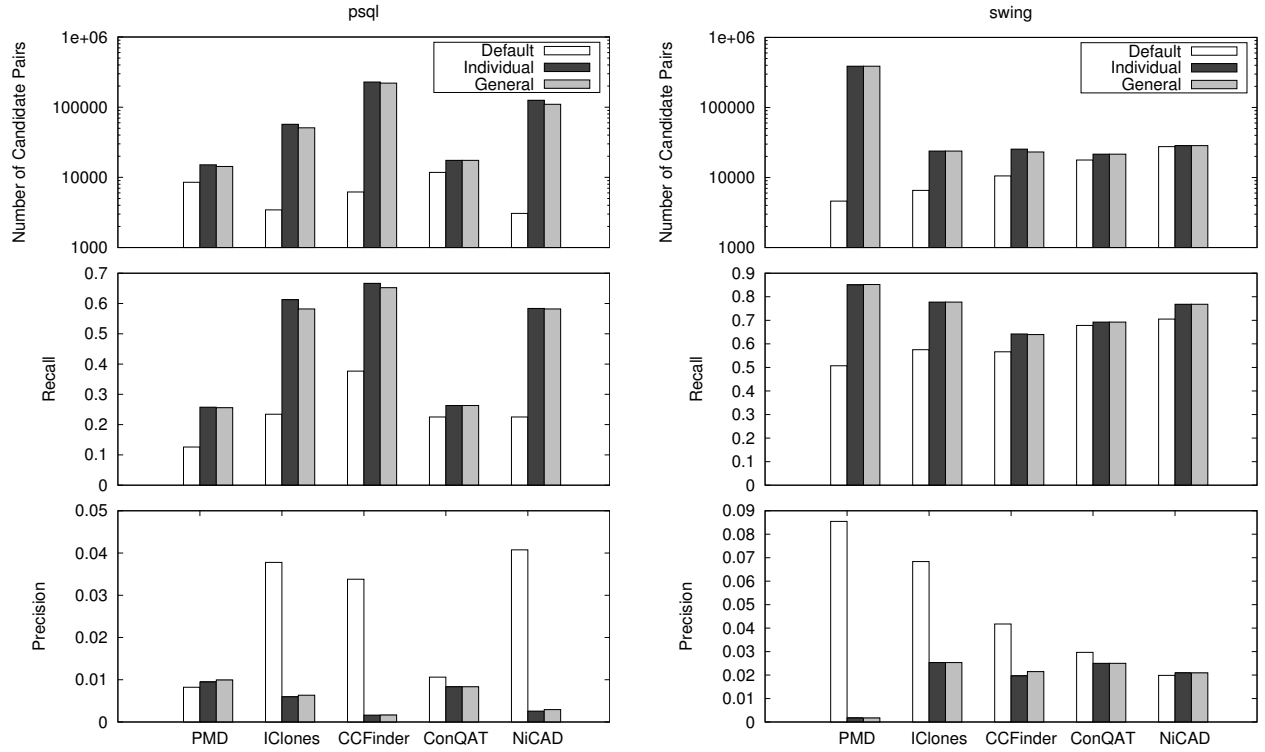 psql
Number of Candidate Pairs
1e+06
100000
10000
1000
Default
Individual
General
Recall
0.7
0.6
0.5
0.4
0.3
0.2
0.1
0
Precision
0.05
0.04
0.03
0.02
0.01
0
PMD IClones CCFinder ConQAT NiCAD
swing
Number of Candidate Pairs
1e+06
100000
10000
1000
Default
Individual
General
Recall
0.9
0.8
0.7
0.6
0.5
0.4
0.3
0.2
0.1
0
Precision
0.09
0.08
0.07
0.06
0.05
0.04
0.03
0.02
0.01
0
PMD IClones CCFinder ConQAT NiCAD